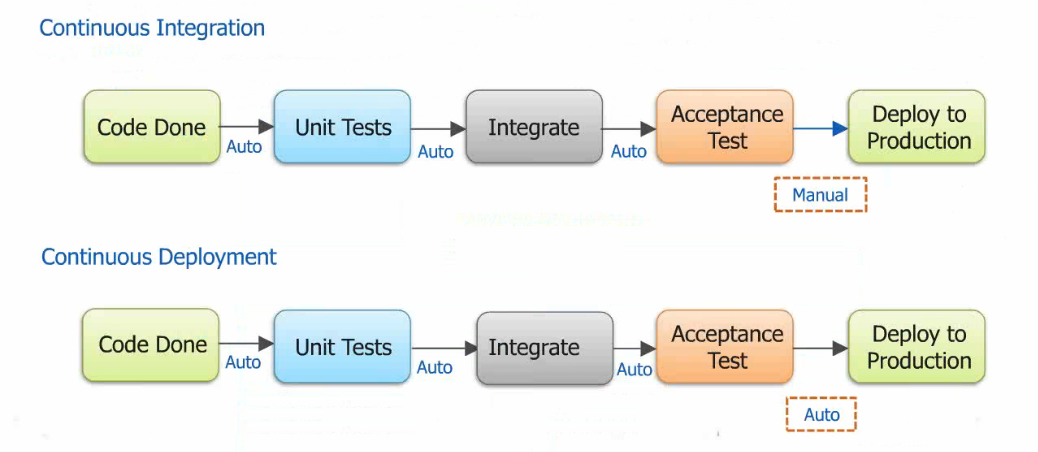 Continuous Integration
Code Done
Auto
Unit Tests
Auto
Integrate
Auto
Acceptance
Test
Manual
Deploy to
Production
Continuous Deployment
Code Done
Auto
Unit Tests
Auto
Integrate
Auto
Acceptance
Test
Auto
Deploy to
Production